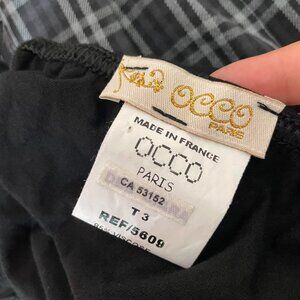 OCCO
PARIS
MADE IN FRANCE
OCCO
PARIS
CA 53152
T 3
REF/5609